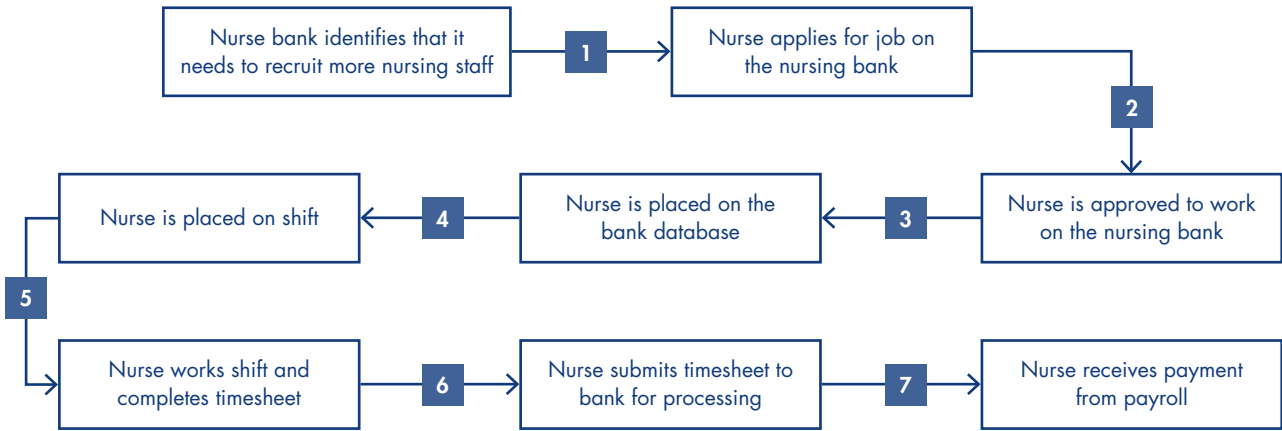 Nurse bank identifies that it
needs to recruit more nursing staff
1
Nurse applies for job on
the nursing bank
2
Nurse is approved to work
on the nursing bank
3
Nurse is placed on the
bank database
4
Nurse is placed on shift
5
Nurse works shift and
completes timesheet
6
Nurse submits timesheet to
bank for processing
7
Nurse receives payment
from payroll